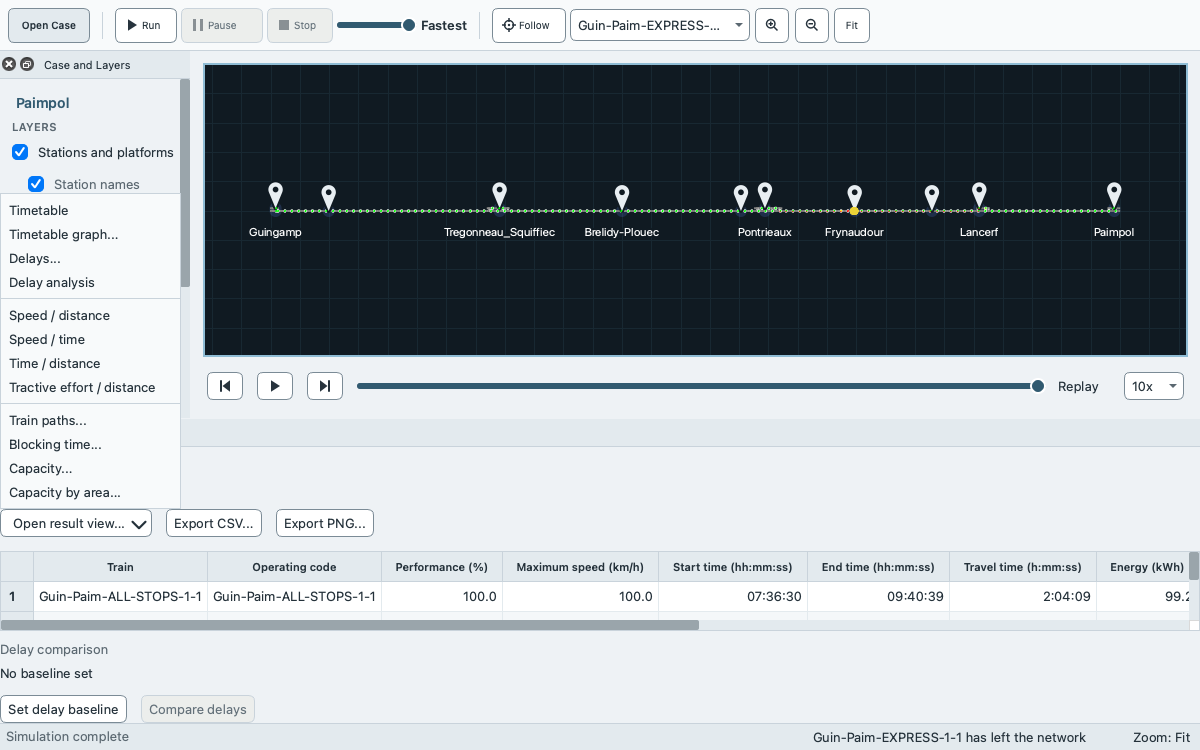 Open Case Run Pause Stop Fastest Follow Guin-Paim-EXPRESS-... Fit
Case and Layers
Paimpol
LAYERS
Stations and platforms
Station names
Guingamp Tregonneau_Squiffiec Brelidy-Plouec Pontrieaux Frynaudour Lancerf Paimpol
Timetable
Timetable graph...
Delays...
Delay analysis
Speed / distance
Speed / time
Time / distance
Tractive effort / distance
Train paths...
Blocking time...
Capacity...
Capacity by area...
Replay 10x
Open result view... Export CSV... Export PNG...
Train Operating code Performance (%) Maximum speed (km/h) Start time (hh:mm:ss) End time (hh:mm:ss) Travel time (h:mm:ss) Energy (kWh)
1 Guin-Paim-ALL-STOPS-1-1 Guin-Paim-ALL-STOPS-1-1 100.0 100.0 07:36:30 09:40:39 2:04:09 99.2
Delay comparison
No baseline set
Set delay baseline Compare delays
Simulation complete Guin-Paim-EXPRESS-1-1 has left the network Zoom: Fit